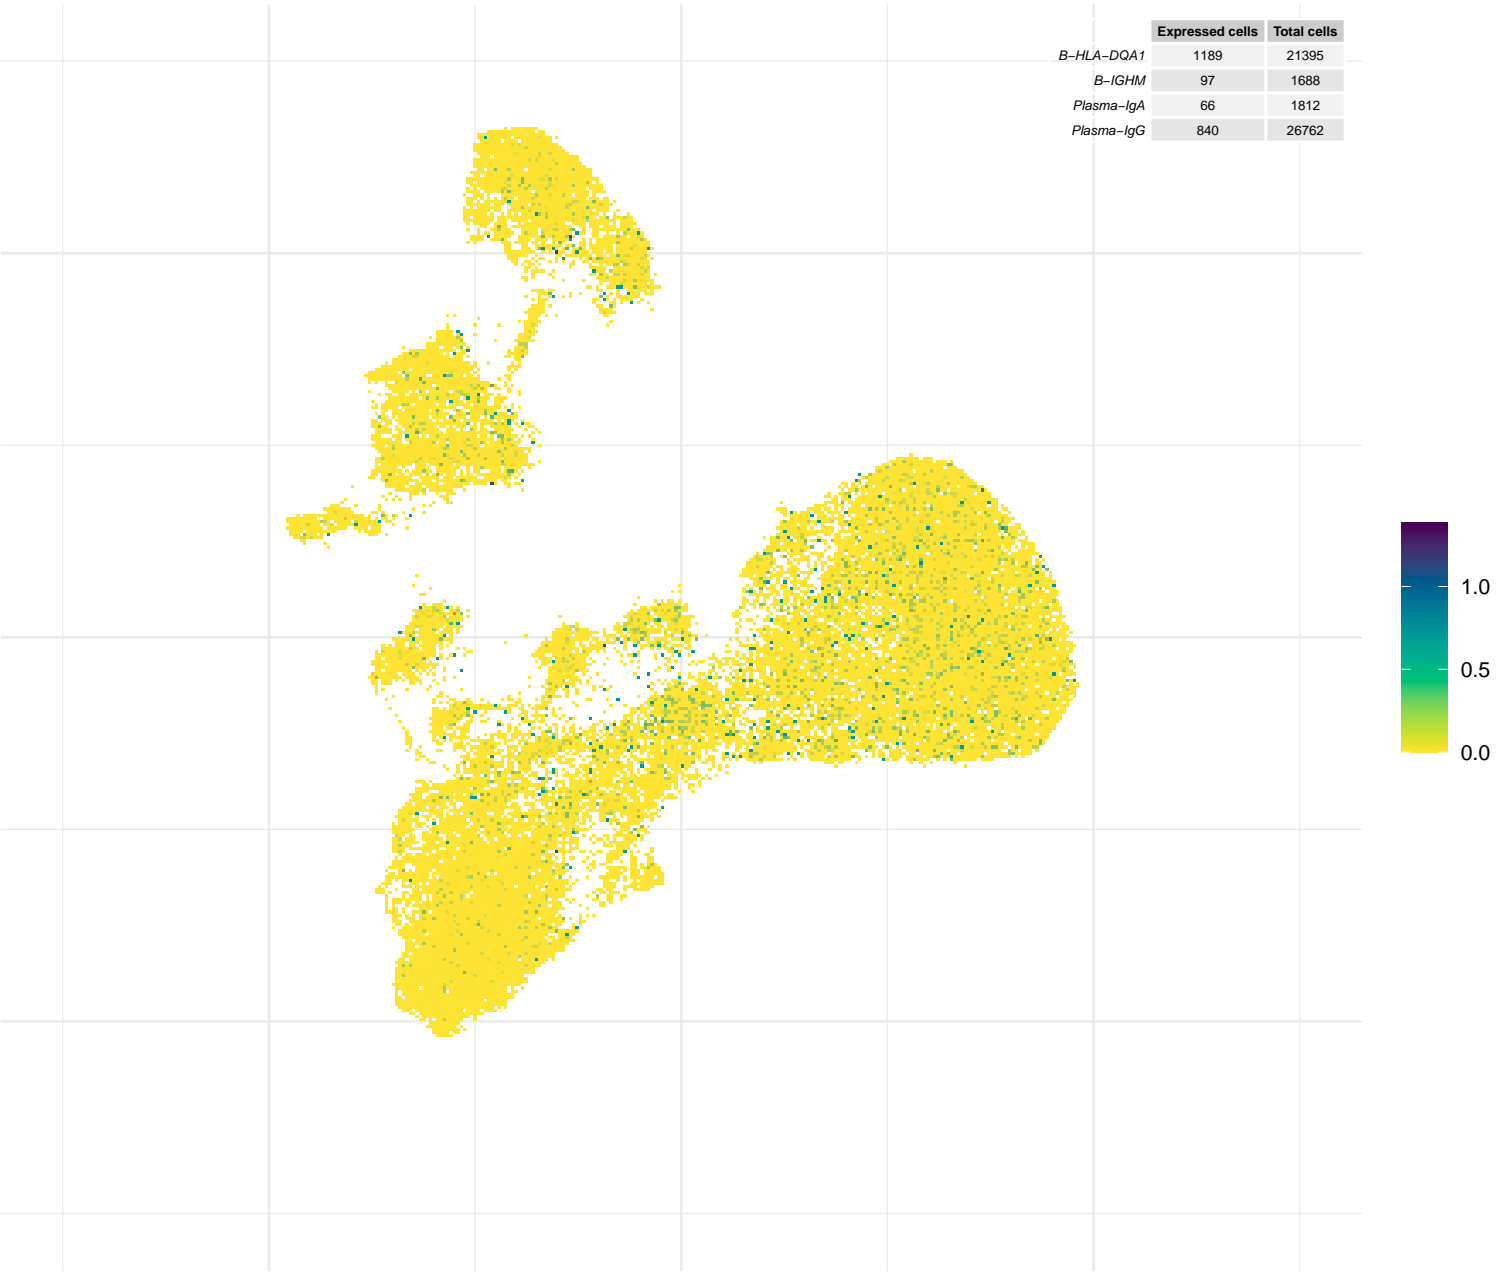 Expressed cells Total cells
B−HLA−DQA1 1189 21395
B−IGHM 97 1688
Plasma−IgA 66 1812
Plasma−IgG 840 26762
1.0
0.5
0.0